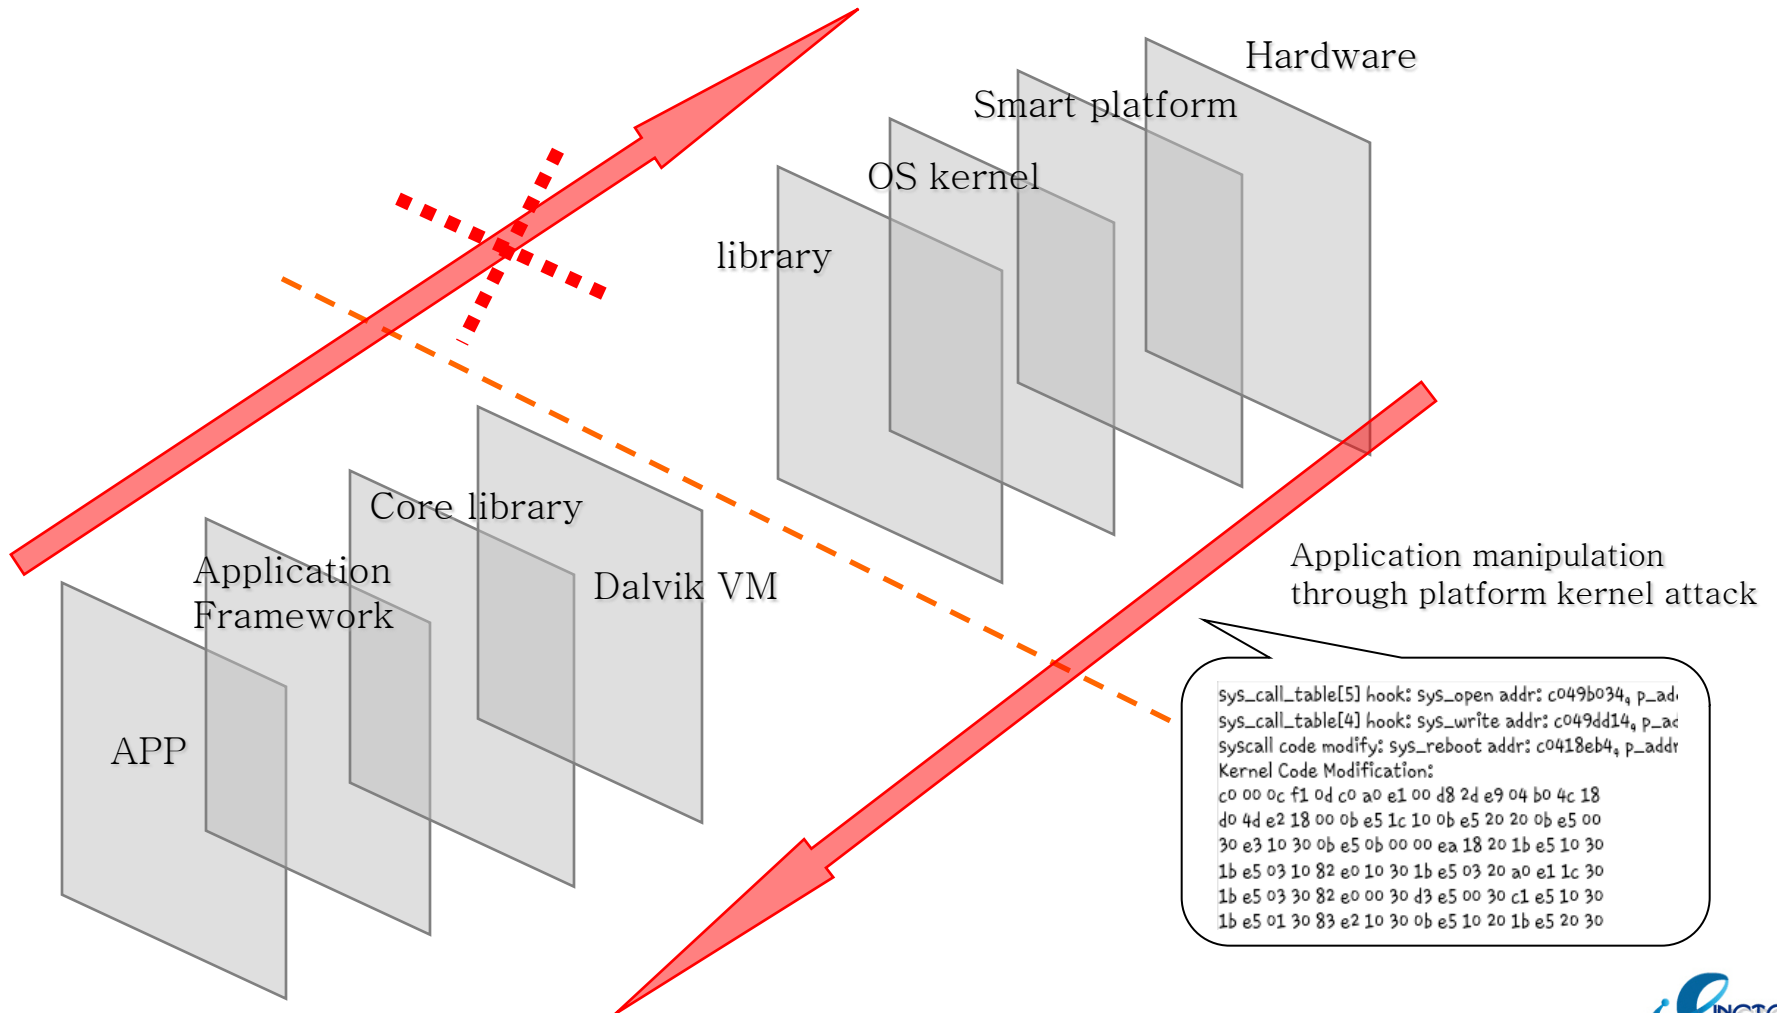 Hardware
Smart platform
OS kernel
library
Core library
Application
Framework
Dalvik VM
APP
Application manipulation
through platform kernel attack
sys_call_table[5] hook: sys_open addr: c049b034, p_add
sys_call_table[4] hook: sys_write addr: c049dd14, p_ad
syscall code modify: sys_reboot addr: c0418eb4, p_addr
Kernel Code Modification:
c0 00 0c f1 0d c0 a0 e1 00 d8 2d e9 04 b0 4c 18
d0 4d e2 18 00 0b e5 1c 10 0b e5 20 20 0b e5 00
30 e3 10 30 0b e5 0b 00 00 ea 18 20 1b e5 10 30
1b e5 03 10 82 e0 10 30 1b e5 03 20 a0 e1 1c 30
1b e5 03 30 82 e0 00 30 d3 e5 00 30 c1 e5 10 30
1b e5 01 30 83 e2 10 30 0b e5 10 20 1b e5 20 30